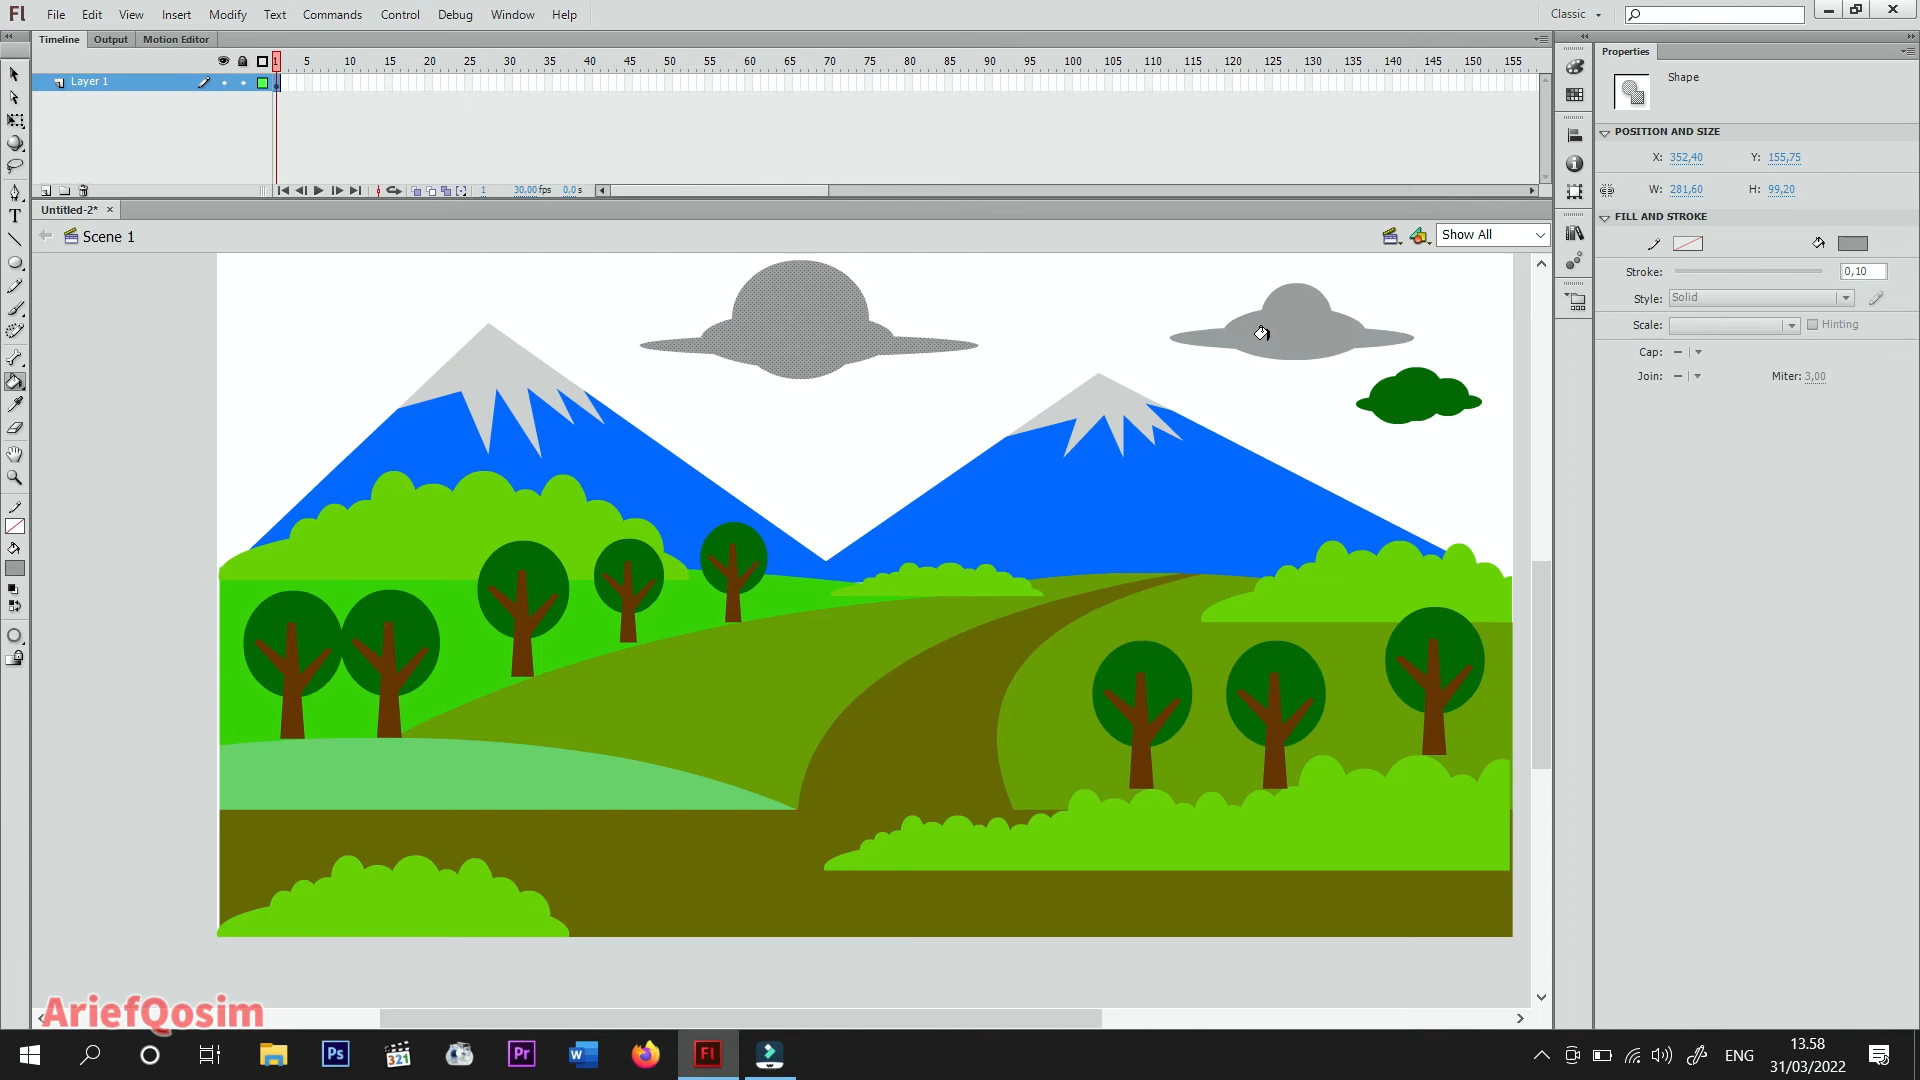 Fl File Edit View Insert Modify Text Commands Control Debug Window Help Classic
Timeline Output Motion Editor
1 5 10 15 20 25 30 35 40 45 50 55 60 65 70 75 80 85 90 95 100 105 110 115 120 125 130 135 140 145 150 155
Layer 1
1 30,00 fps 0,0 s
Untitled-2*
Scene 1 Show All
Properties
Shape
POSITION AND SIZE
X: 352,40 Y: 155,75
W: 281,60 H: 99,20
FILL AND STROKE
Stroke: 0,10
Style: Solid
Scale: Hinting
Cap:
Join: Miter: 3,00
T
AriefQosim
Ps 321 Pr W Fl
ENG
13.58
31/03/2022